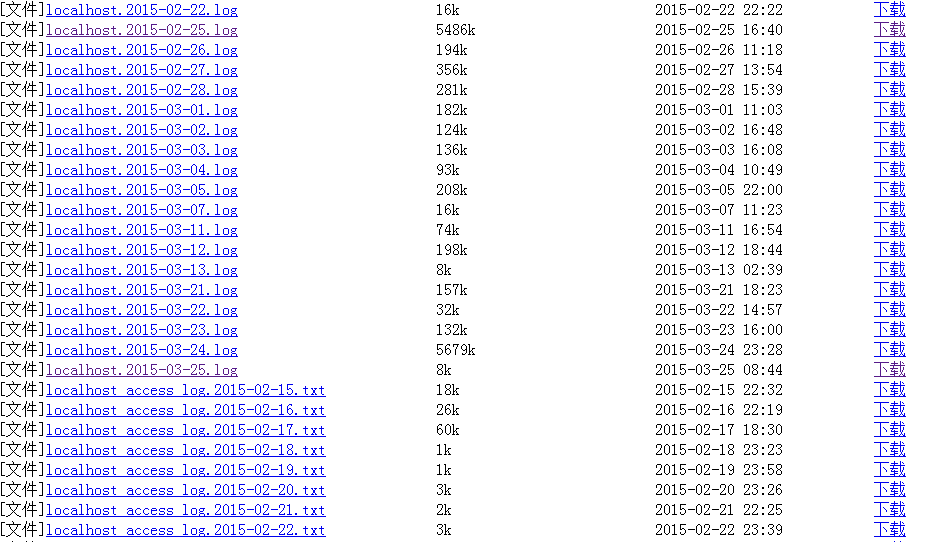 [文件]localhost.2015-02-22.log 16k 2015-02-22 22:22 下载
[文件]localhost.2015-02-25.log 5486k 2015-02-25 16:40 下载
[文件]localhost.2015-02-26.log 194k 2015-02-26 11:18 下载
[文件]localhost.2015-02-27.log 356k 2015-02-27 13:54 下载
[文件]localhost.2015-02-28.log 281k 2015-02-28 15:39 下载
[文件]localhost.2015-03-01.log 182k 2015-03-01 11:03 下载
[文件]localhost.2015-03-02.log 124k 2015-03-02 16:48 下载
[文件]localhost.2015-03-03.log 136k 2015-03-03 16:08 下载
[文件]localhost.2015-03-04.log 93k 2015-03-04 10:49 下载
[文件]localhost.2015-03-05.log 208k 2015-03-05 22:00 下载
[文件]localhost.2015-03-07.log 16k 2015-03-07 11:23 下载
[文件]localhost.2015-03-11.log 74k 2015-03-11 16:54 下载
[文件]localhost.2015-03-12.log 198k 2015-03-12 18:44 下载
[文件]localhost.2015-03-13.log 8k 2015-03-13 02:39 下载
[文件]localhost.2015-03-21.log 157k 2015-03-21 18:23 下载
[文件]localhost.2015-03-22.log 32k 2015-03-22 14:57 下载
[文件]localhost.2015-03-23.log 132k 2015-03-23 16:00 下载
[文件]localhost.2015-03-24.log 5679k 2015-03-24 23:28 下载
[文件]localhost.2015-03-25.log 8k 2015-03-25 08:44 下载
[文件]localhost_access_log.2015-02-15.txt 18k 2015-02-15 22:32 下载
[文件]localhost_access_log.2015-02-16.txt 26k 2015-02-16 22:19 下载
[文件]localhost_access_log.2015-02-17.txt 60k 2015-02-17 18:30 下载
[文件]localhost_access_log.2015-02-18.txt 1k 2015-02-18 23:23 下载
[文件]localhost_access_log.2015-02-19.txt 1k 2015-02-19 23:58 下载
[文件]localhost_access_log.2015-02-20.txt 3k 2015-02-20 23:26 下载
[文件]localhost_access_log.2015-02-21.txt 2k 2015-02-21 22:25 下载
[文件]localhost_access_log.2015-02-22.txt 3k 2015-02-22 23:39 下载